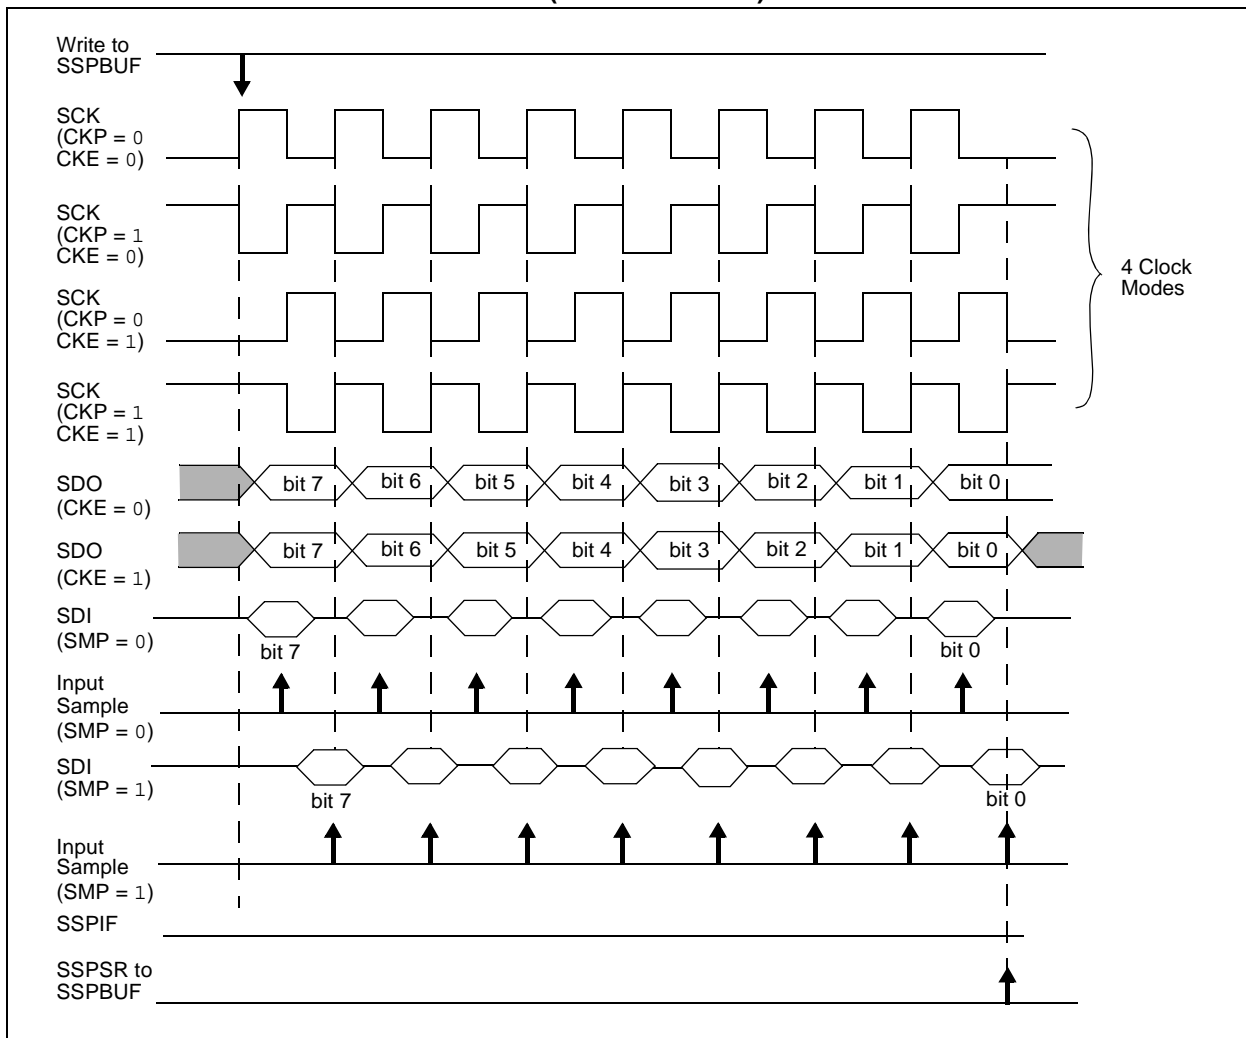 Write to
SSPBUF
SCK
(CKP = 0
CKE = 0)
SCK
(CKP = 1
CKE = 0)
SCK
(CKP = 0
CKE = 1)
SCK
(CKP = 1
CKE = 1)
4 Clock
Modes
SDO
(CKE = 0)
bit 7 bit 6 bit 5 bit 4 bit 3 bit 2 bit 1 bit 0
SDO
(CKE = 1)
bit 7 bit 6 bit 5 bit 4 bit 3 bit 2 bit 1 bit 0
SDI
(SMP = 0)
bit 7 bit 0
Input
Sample
(SMP = 0)
SDI
(SMP = 1)
bit 7 bit 0
Input
Sample
(SMP = 1)
SSPIF
SSPSR to
SSPBUF